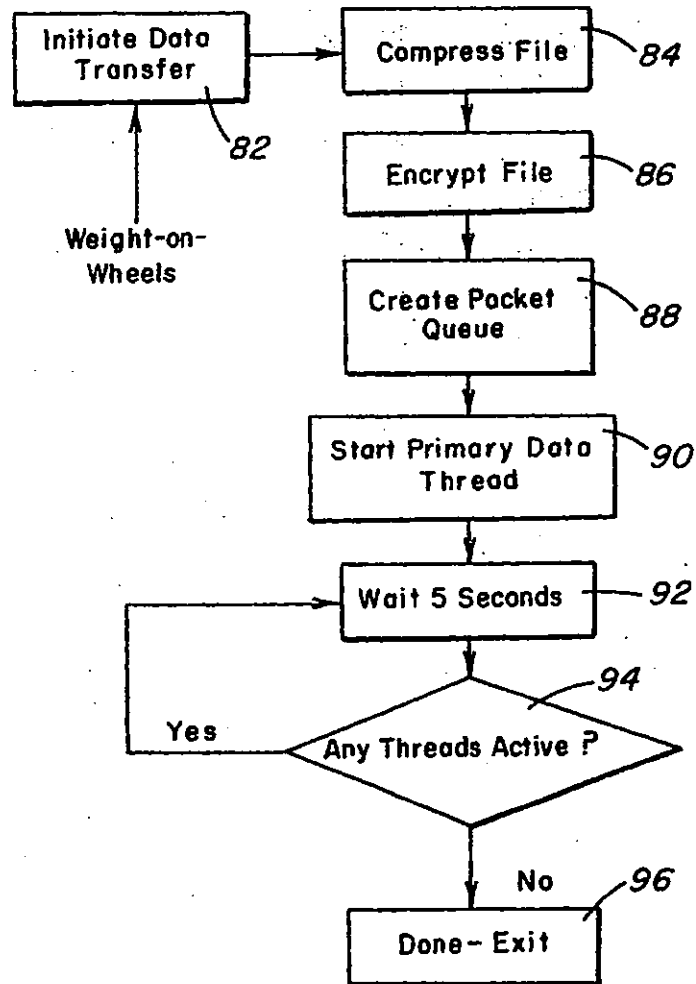 Initiate Data
Transfer
82
Weight-on-
Wheels
Compress File
84
Encrypt File
86
Create Packet
Queue
88
Start Primary Data
Thread
90
Wait 5 Seconds
92
94
Any Threads Active ?
Yes
No
96
Done-Exit